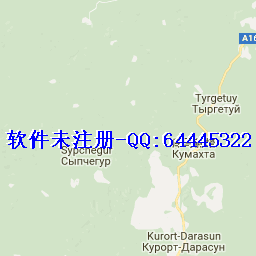 A16
Tyrgetuy
Тыргетуй
软件未注册-QQ:64445322
Кумахта
Sypchegur
Сыпчегур
Kurort-Darasun
Курорт-Дарасун